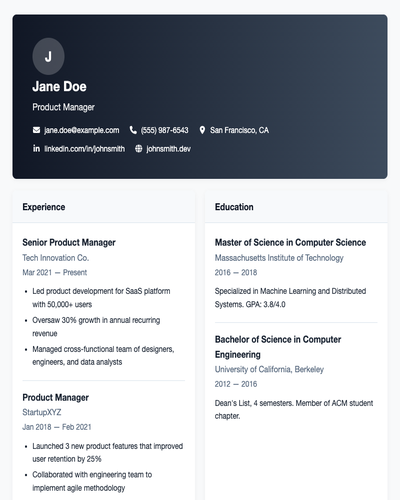 J
Jane Doe
Product Manager
jane.doe@example.com (555) 987-6543 San Francisco, CA
linkedin.com/in/johnsmith johnsmith.dev
Experience
Senior Product Manager
Tech Innovation Co.
Mar 2021 — Present
• Led product development for SaaS platform
with 50,000+ users
• Oversaw 30% growth in annual recurring
revenue
• Managed cross-functional team of designers,
engineers, and data analysts
Product Manager
StartupXYZ
Jan 2018 — Feb 2021
• Launched 3 new product features that improved
user retention by 25%
• Collaborated with engineering team to
implement agile methodology
Education
Master of Science in Computer Science
Massachusetts Institute of Technology
2016 — 2018
Specialized in Machine Learning and Distributed
Systems. GPA: 3.8/4.0
Bachelor of Science in Computer
Engineering
University of California, Berkeley
2012 — 2016
Dean's List, 4 semesters. Member of ACM student
chapter.